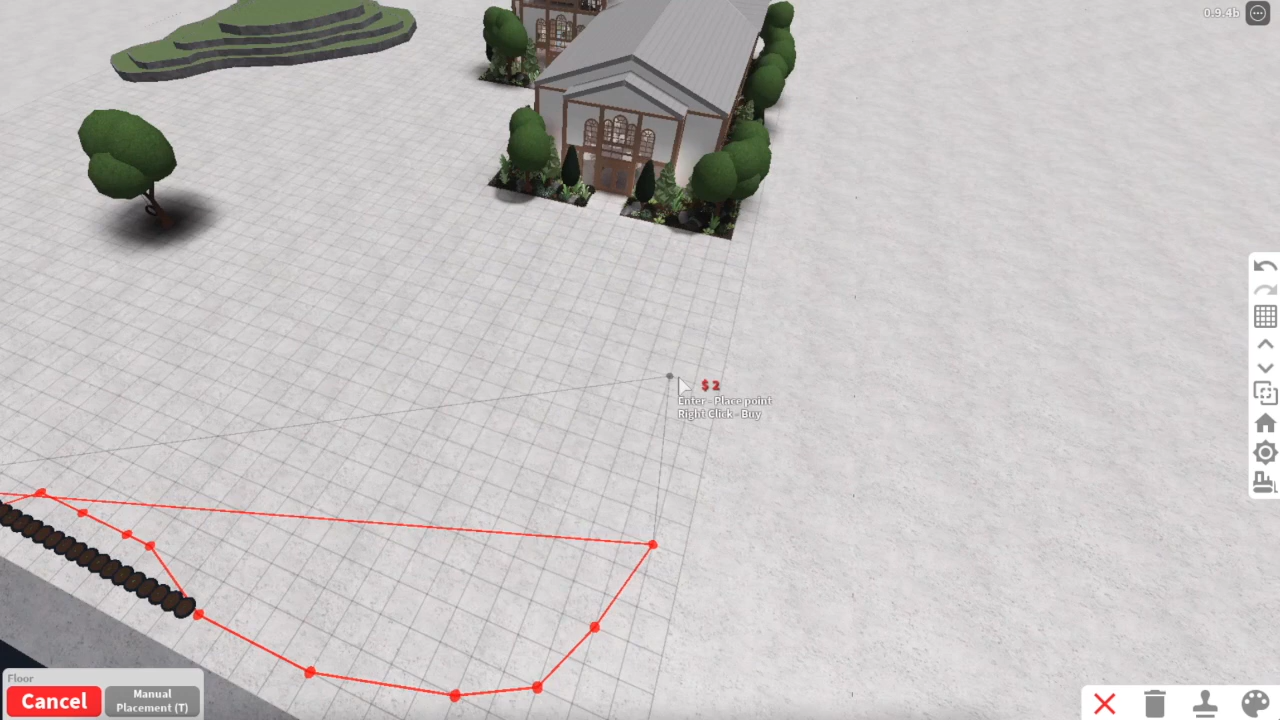 0.9.4b
$ 2
Enter - Place point
Right Click - Buy
Floor
Cancel
Manual
Placement (T)